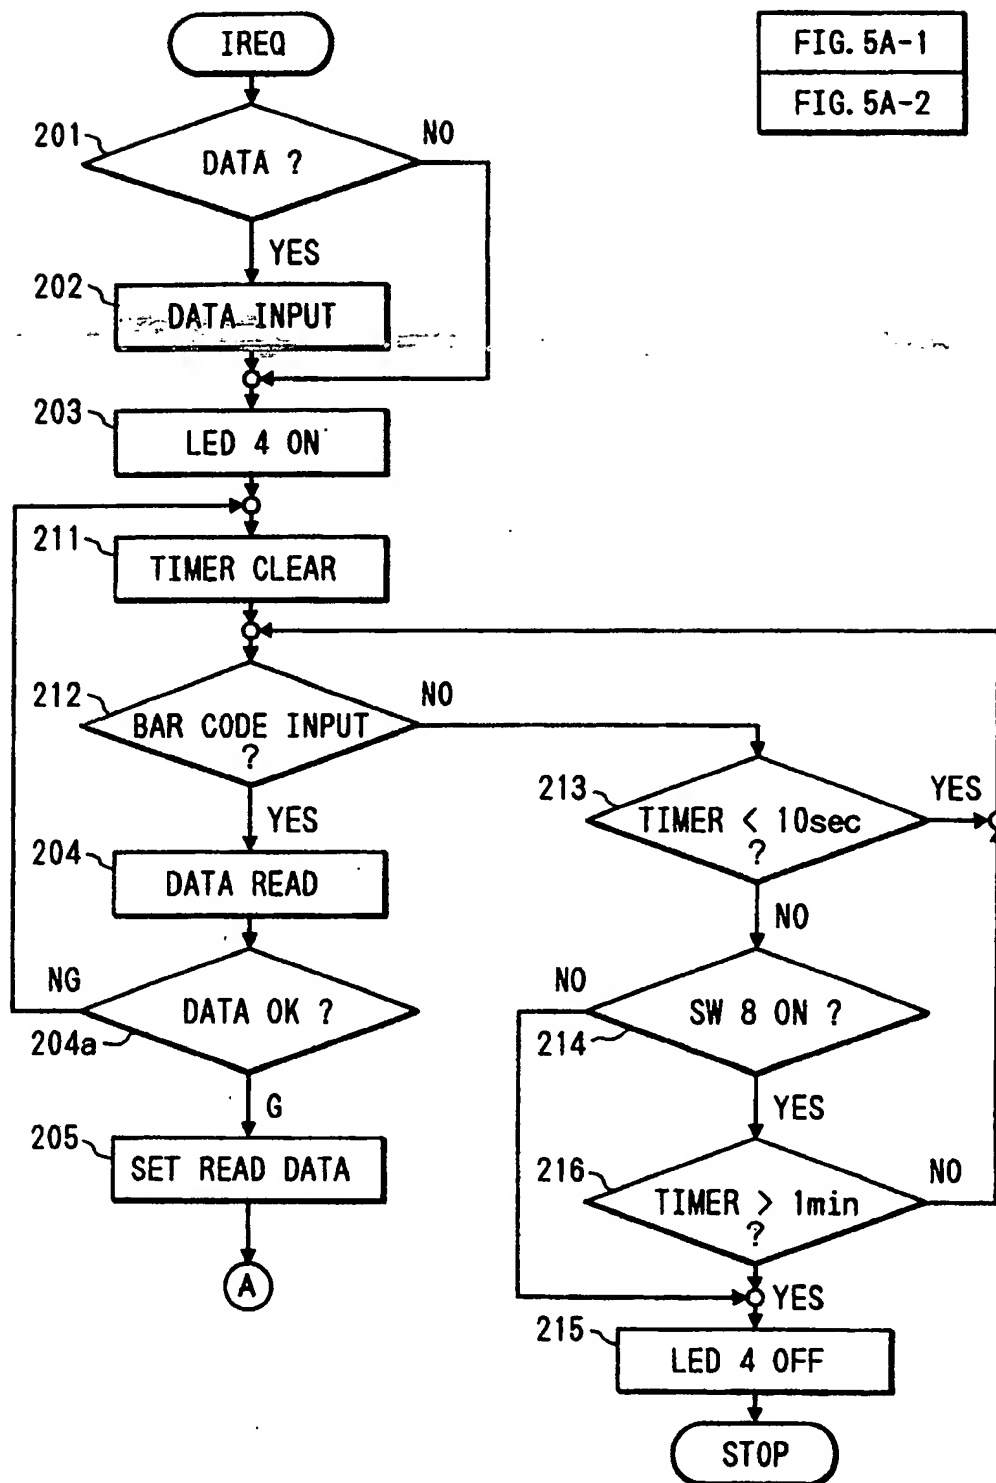 IREQ
FIG. 5A-1
FIG. 5A-2
201
DATA ?
NO
YES
202
DATA INPUT
203
LED 4 ON
211
TIMER CLEAR
212
BAR CODE INPUT
?
NO
YES
213
TIMER < 10sec
?
YES
NO
204
DATA READ
NG
DATA OK ?
204a
G
NO
SW 8 ON ?
214
YES
205
SET READ DATA
216
TIMER > 1min
?
NO
YES
A
215
LED 4 OFF
STOP